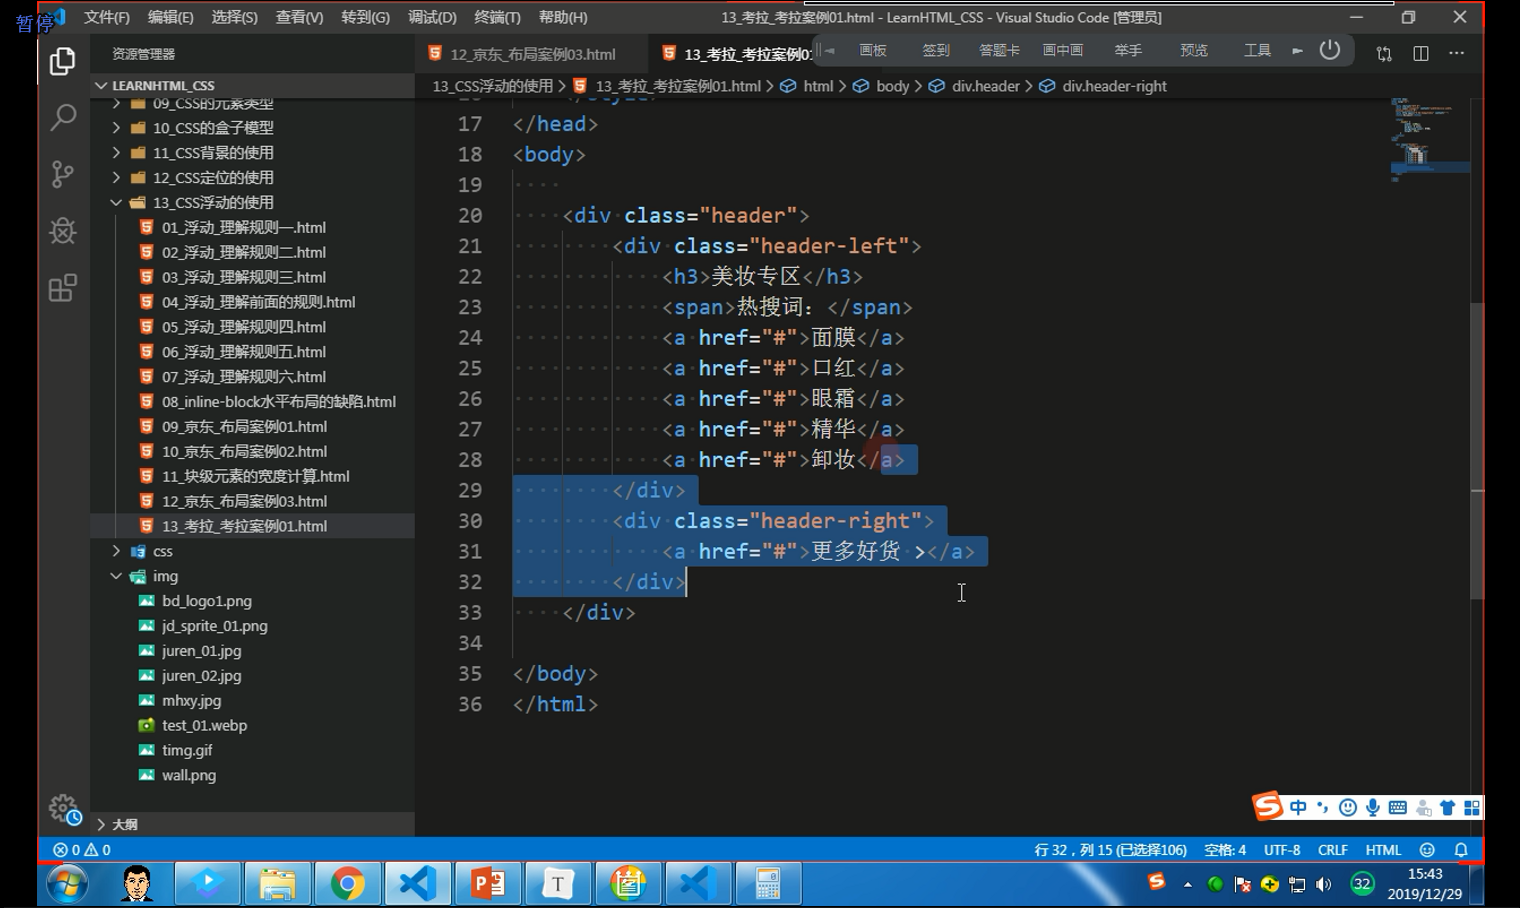 暂停
文件(F) 编辑(E) 选择(S) 查看(V) 转到(G) 调试(D) 终端(T) 帮助(H)
13_考拉_考拉案例01.html - LearnHTML_CSS - Visual Studio Code [管理员]
资源管理器
12_京东_布局案例03.html
13_考拉_考拉案例01
画板 签到 答题卡 画中画 举手 预览 工具
LEARNHTML_CSS
13_CSS浮动的使用 > 13_考拉_考拉案例01.html > html > body > div.header > div.header-right
09_CSS的元素类型
10_CSS的盒子模型
11_CSS背景的使用
12_CSS定位的使用
13_CSS浮动的使用
01_浮动_理解规则一.html
02_浮动_理解规则二.html
03_浮动_理解规则三.html
04_浮动_理解前面的规则.html
05_浮动_理解规则四.html
06_浮动_理解规则五.html
07_浮动_理解规则六.html
08_inline-block水平布局的缺陷.html
09_京东_布局案例01.html
10_京东_布局案例02.html
11_块级元素的宽度计算.html
12_京东_布局案例03.html
13_考拉_考拉案例01.html
css
img
bd_logo1.png
jd_sprite_01.png
juren_01.jpg
juren_02.jpg
mhxy.jpg
test_01.webp
timg.gif
wall.png
大纲
17 </head>
18 <body>
19
20 <div class="header">
21 <div class="header-left">
22 <h3>美妆专区</h3>
23 <span>热搜词：</span>
24 <a href="#">面膜</a>
25 <a href="#">口红</a>
26 <a href="#">眼霜</a>
27 <a href="#">精华</a>
28 <a href="#">卸妆</a>
29 </div>
30 <div class="header-right">
31 <a href="#">更多好货 ></a>
32 </div>
33 </div>
34
35 </body>
36 </html>
中
0 0
行 32，列 15 (已选择106) 空格: 4 UTF-8 CRLF HTML
32
15:43
2019/12/29